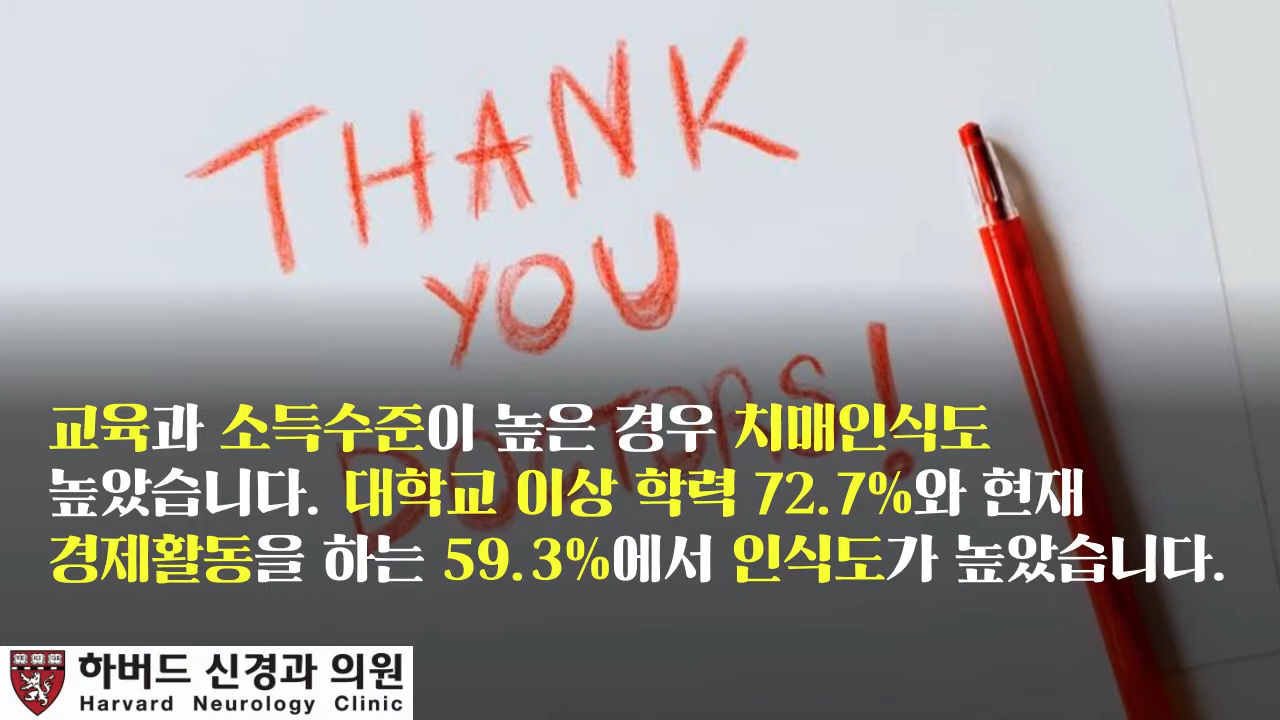 THANK
YOU
DOCTORS!
교육과 소득수준이 높은 경우 치매인식도
높았습니다. 대학교 이상 학력 72.7%와 현재
경제활동을 하는 59.3%에서 인식도가 높았습니다.
하버드 신경과 의원
Harvard Neurology Clinic